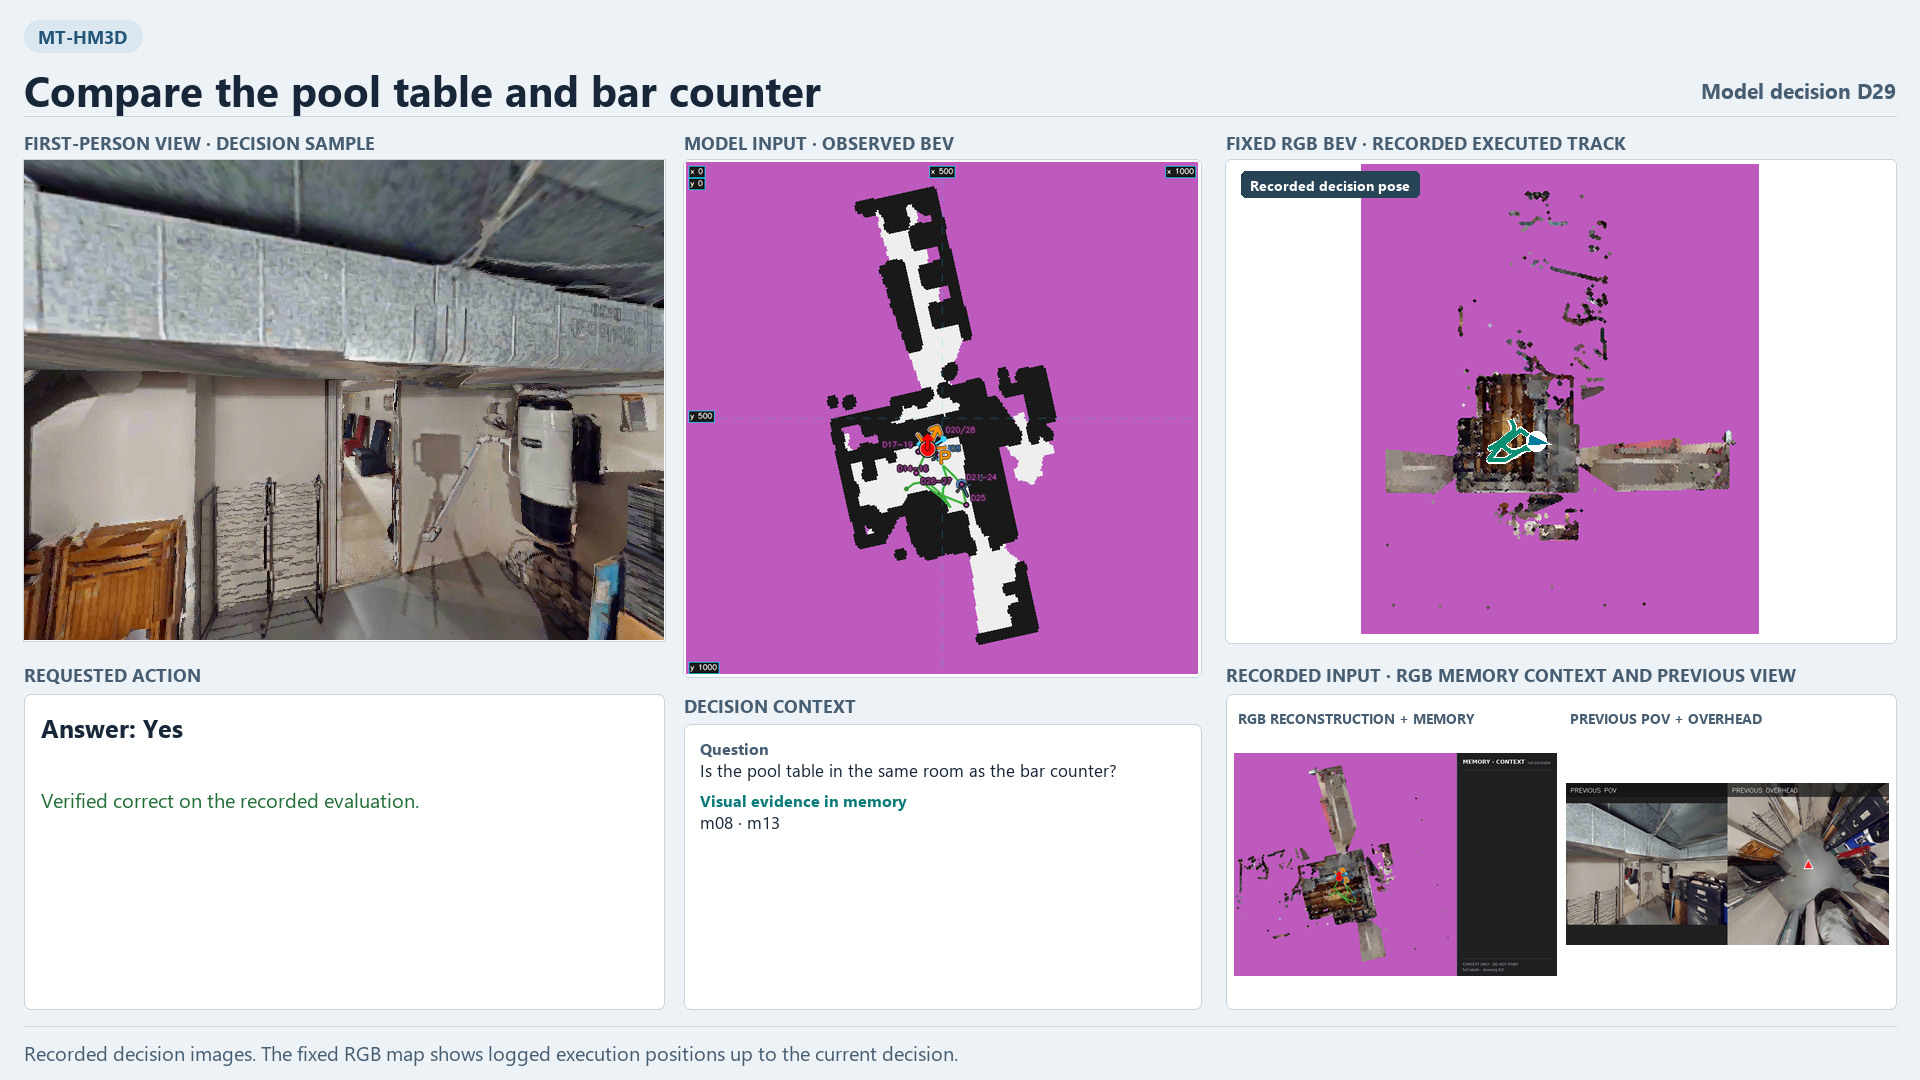 MT-HM3D
Compare the pool table and bar counter
Model decision D29
FIRST-PERSON VIEW · DECISION SAMPLE
MODEL INPUT · OBSERVED BEV
x 0
y 0
x 500
x 1000
y 500
y 1000
D20/28
D17-19
D21-24
D26-27
D25
P
FIXED RGB BEV · RECORDED EXECUTED TRACK
Recorded decision pose
REQUESTED ACTION
Answer: Yes
Verified correct on the recorded evaluation.
DECISION CONTEXT
Question
Is the pool table in the same room as the bar counter?
Visual evidence in memory
m08 · m13
RECORDED INPUT · RGB MEMORY CONTEXT AND PREVIOUS VIEW
RGB RECONSTRUCTION + MEMORY
MEMORY · CONTEXT
PREVIOUS POV + OVERHEAD
PREVIOUS POV
PREVIOUS OVERHEAD
Recorded decision images. The fixed RGB map shows logged execution positions up to the current decision.